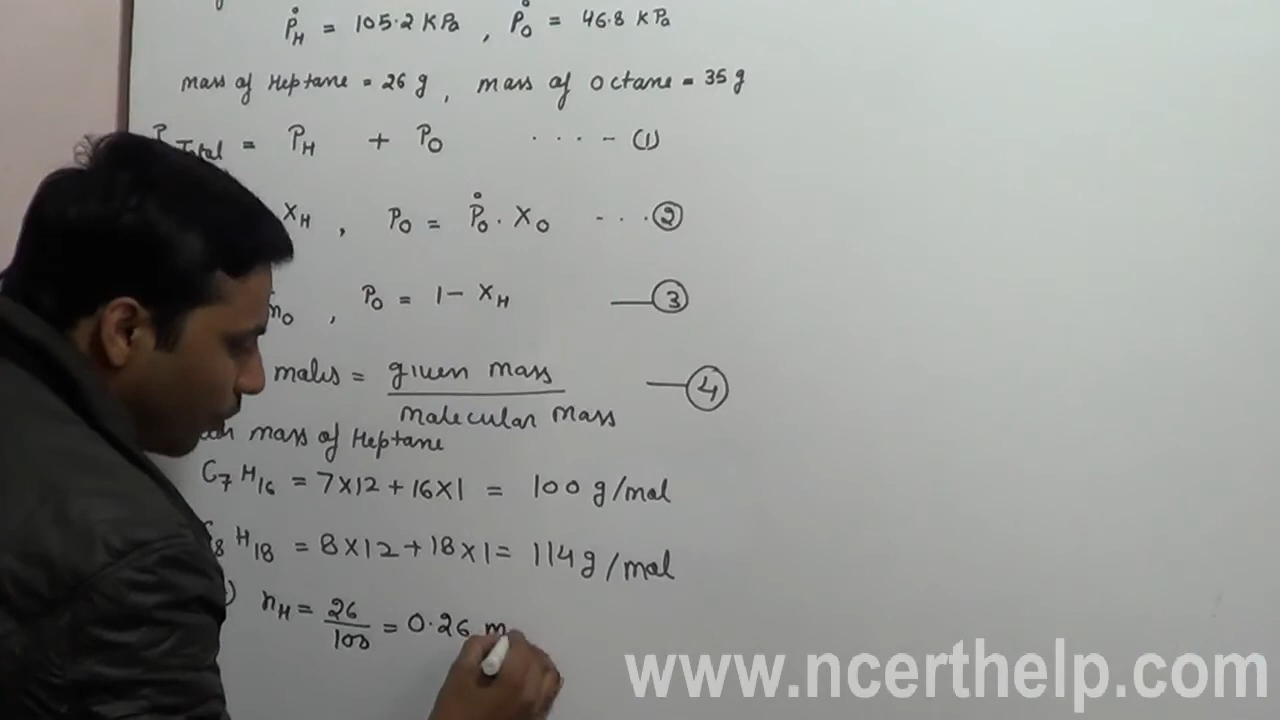 P̊H = 105.2 KPa , P̊O = 46.8 KPa
mass of Heptane = 26 g , mass of octane = 35 g
PTotal = PH + PO .... - (1)
XH , PO = P̊O . XO - - . . ②
nO , PO = 1 - XH — ③
moles = given mass / molecular mass — ④
mass of Heptane
C7H16 = 7×12 + 16×1 = 100 g/mol
8H18 = 8×12 + 18×1 = 114 g/mol
) nH = 26/100 = 0.26 m
www.ncerthelp.com